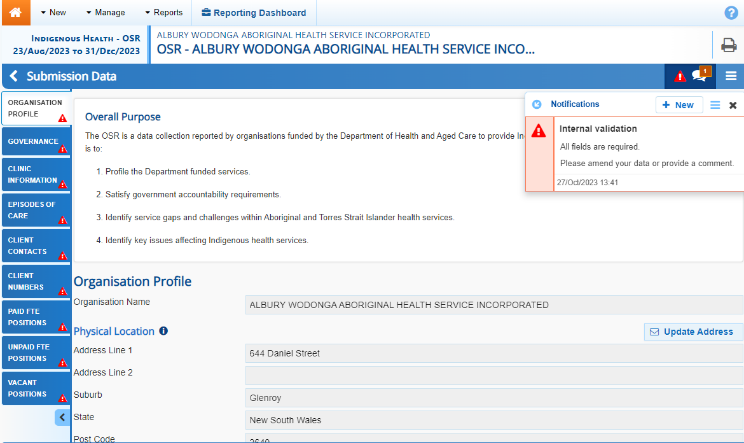 New
Manage
Reports
Reporting Dashboard
?
Indigenous Health - OSR
23/Aug/2023 to 31/Dec/2023
ALBURY WODONGA ABORIGINAL HEALTH SERVICE INCORPORATED
OSR - ALBURY WODONGA ABORIGINAL HEALTH SERVICE INCO...
Submission Data
1
ORGANISATION
PROFILE
GOVERNANCE
CLINIC
INFORMATION
EPISODES OF
CARE
CLIENT
CONTACTS
CLIENT
NUMBERS
PAID FTE
POSITIONS
UNPAID FTE
POSITIONS
VACANT
POSITIONS
Notifications
+ New
Internal validation
All fields are required.
Please amend your data or provide a comment.
27/Oct/2023 13:41
Overall Purpose
The OSR is a data collection reported by organisations funded by the Department of Health and Aged Care to provide
is to:
1. Profile the Department funded services.
2. Satisfy government accountability requirements.
3. Identify service gaps and challenges within Aboriginal and Torres Strait Islander health services.
4. Identify key issues affecting Indigenous health services.
Organisation Profile
Organisation Name
ALBURY WODONGA ABORIGINAL HEALTH SERVICE INCORPORATED
Physical Location
Update Address
Address Line 1
644 Daniel Street
Address Line 2
Suburb
Glenroy
State
New South Wales
Post Code